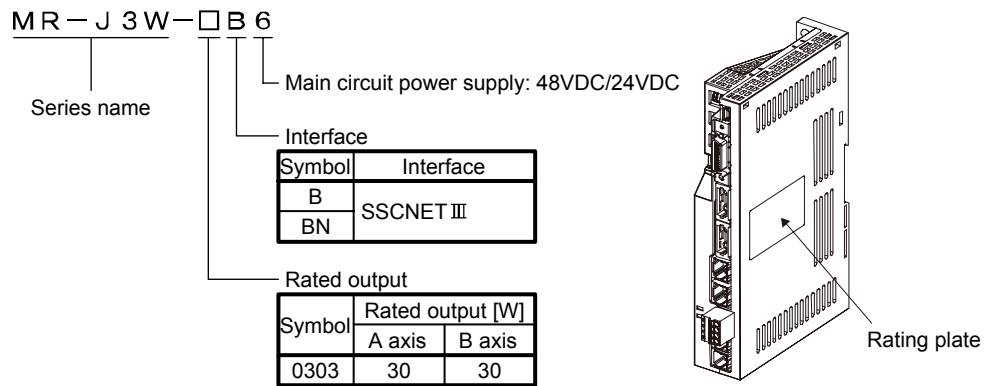 MR－J3W－□B6
Series name
Main circuit power supply: 48VDC/24VDC
Interface
Symbol Interface
B SSCNETⅢ
BN
Rated output
Symbol Rated output [W]
A axis B axis
0303 30 30
Rating plate